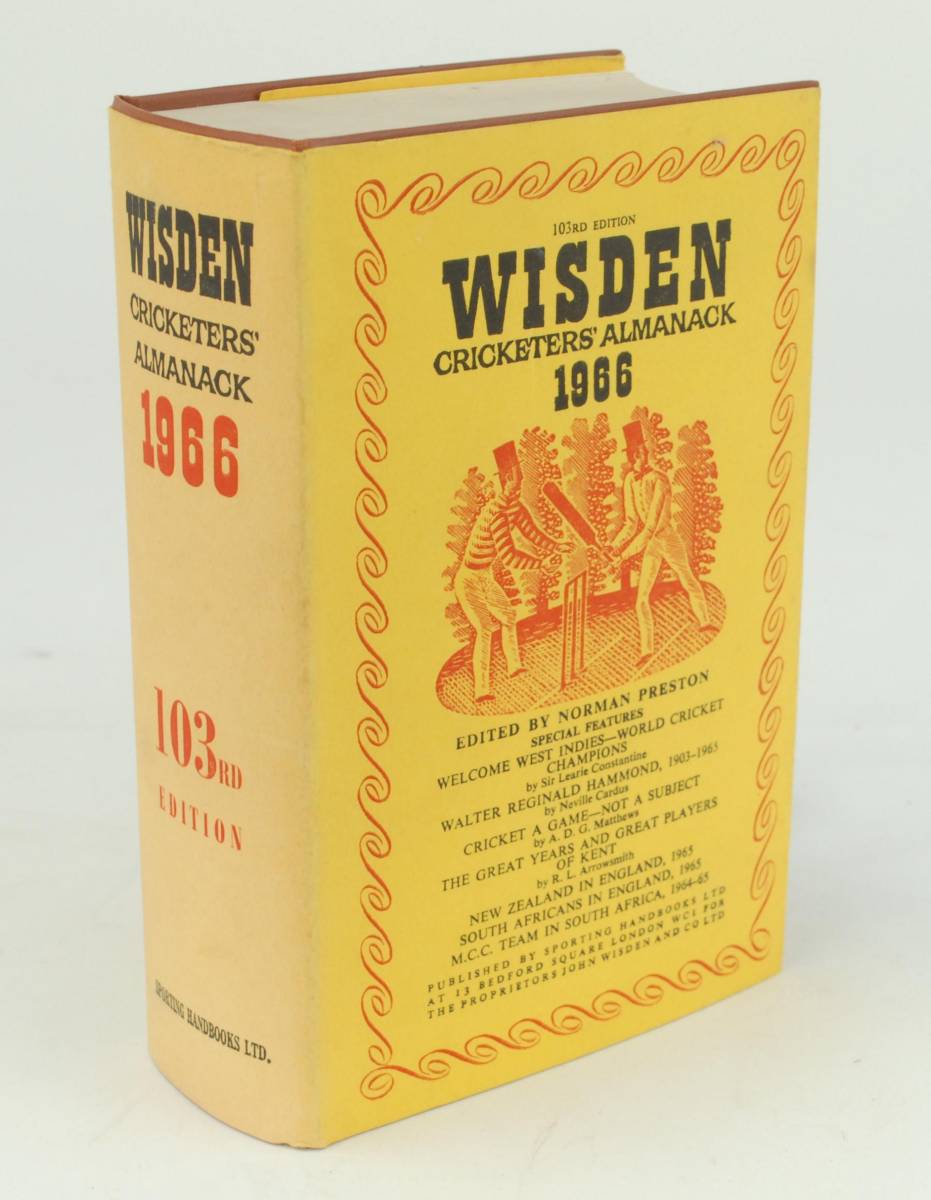 WISDEN
CRICKETERS'
ALMANACK
1966
103RD
EDITION
SPORTING HANDBOOKS LTD.
103RD EDITION
WISDEN
CRICKETERS' ALMANACK
1966
EDITED BY NORMAN PRESTON
SPECIAL FEATURES
WELCOME WEST INDIES—WORLD CRICKET
CHAMPIONS
by Sir Learie Constantine
WALTER REGINALD HAMMOND, 1903-1965
by Neville Cardus
CRICKET A GAME—NOT A SUBJECT
by A. D. G. Matthews
THE GREAT YEARS AND GREAT PLAYERS
OF KENT
by R. L. Arrowsmith
NEW ZEALAND IN ENGLAND, 1965
SOUTH AFRICANS IN ENGLAND, 1965
M.C.C. TEAM IN SOUTH AFRICA, 1964-65
PUBLISHED BY SPORTING HANDBOOKS LTD
AT 13 BEDFORD SQUARE LONDON WC1 FOR
THE PROPRIETORS JOHN WISDEN AND CO LTD